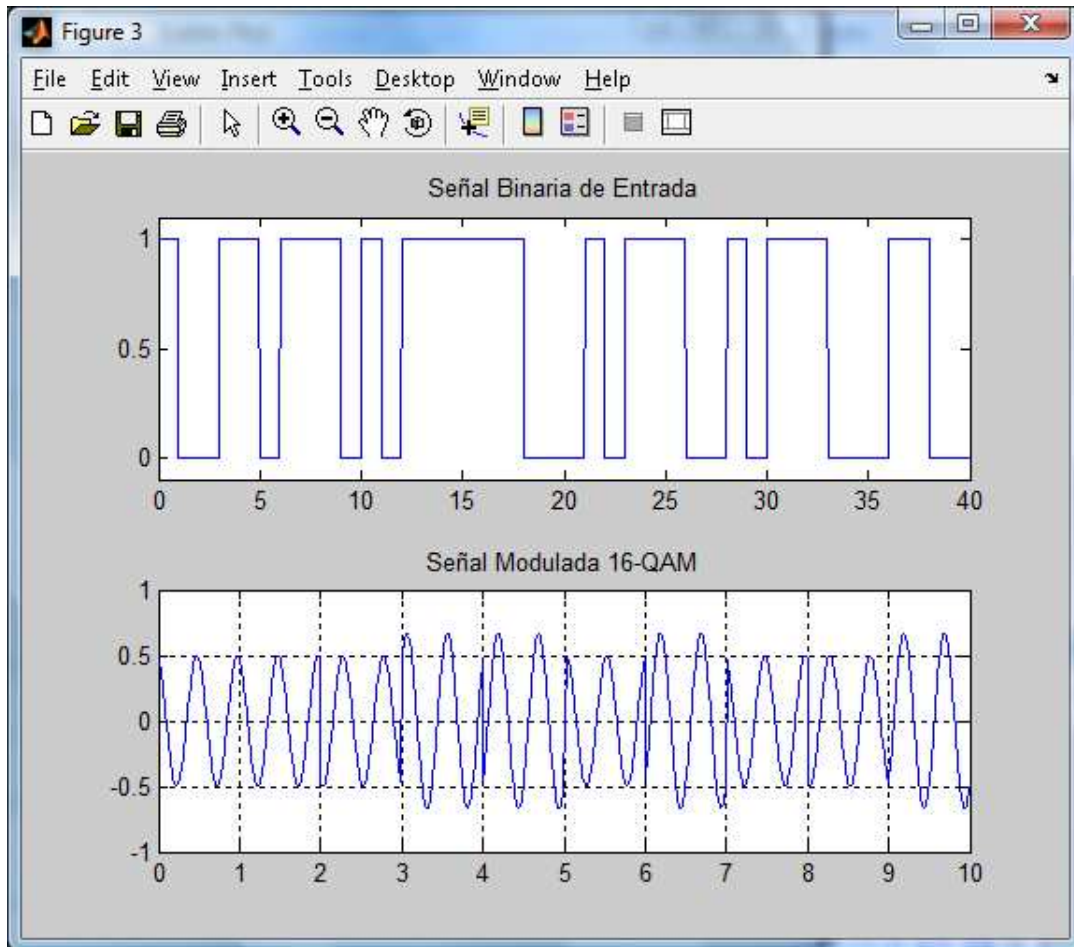 Figure 3
File Edit View Insert Tools Desktop Window Help
Señal Binaria de Entrada
1
0.5
0
0 5 10 15 20 25 30 35 40
Señal Modulada 16-QAM
1
0.5
0
-0.5
-1
0 1 2 3 4 5 6 7 8 9 10